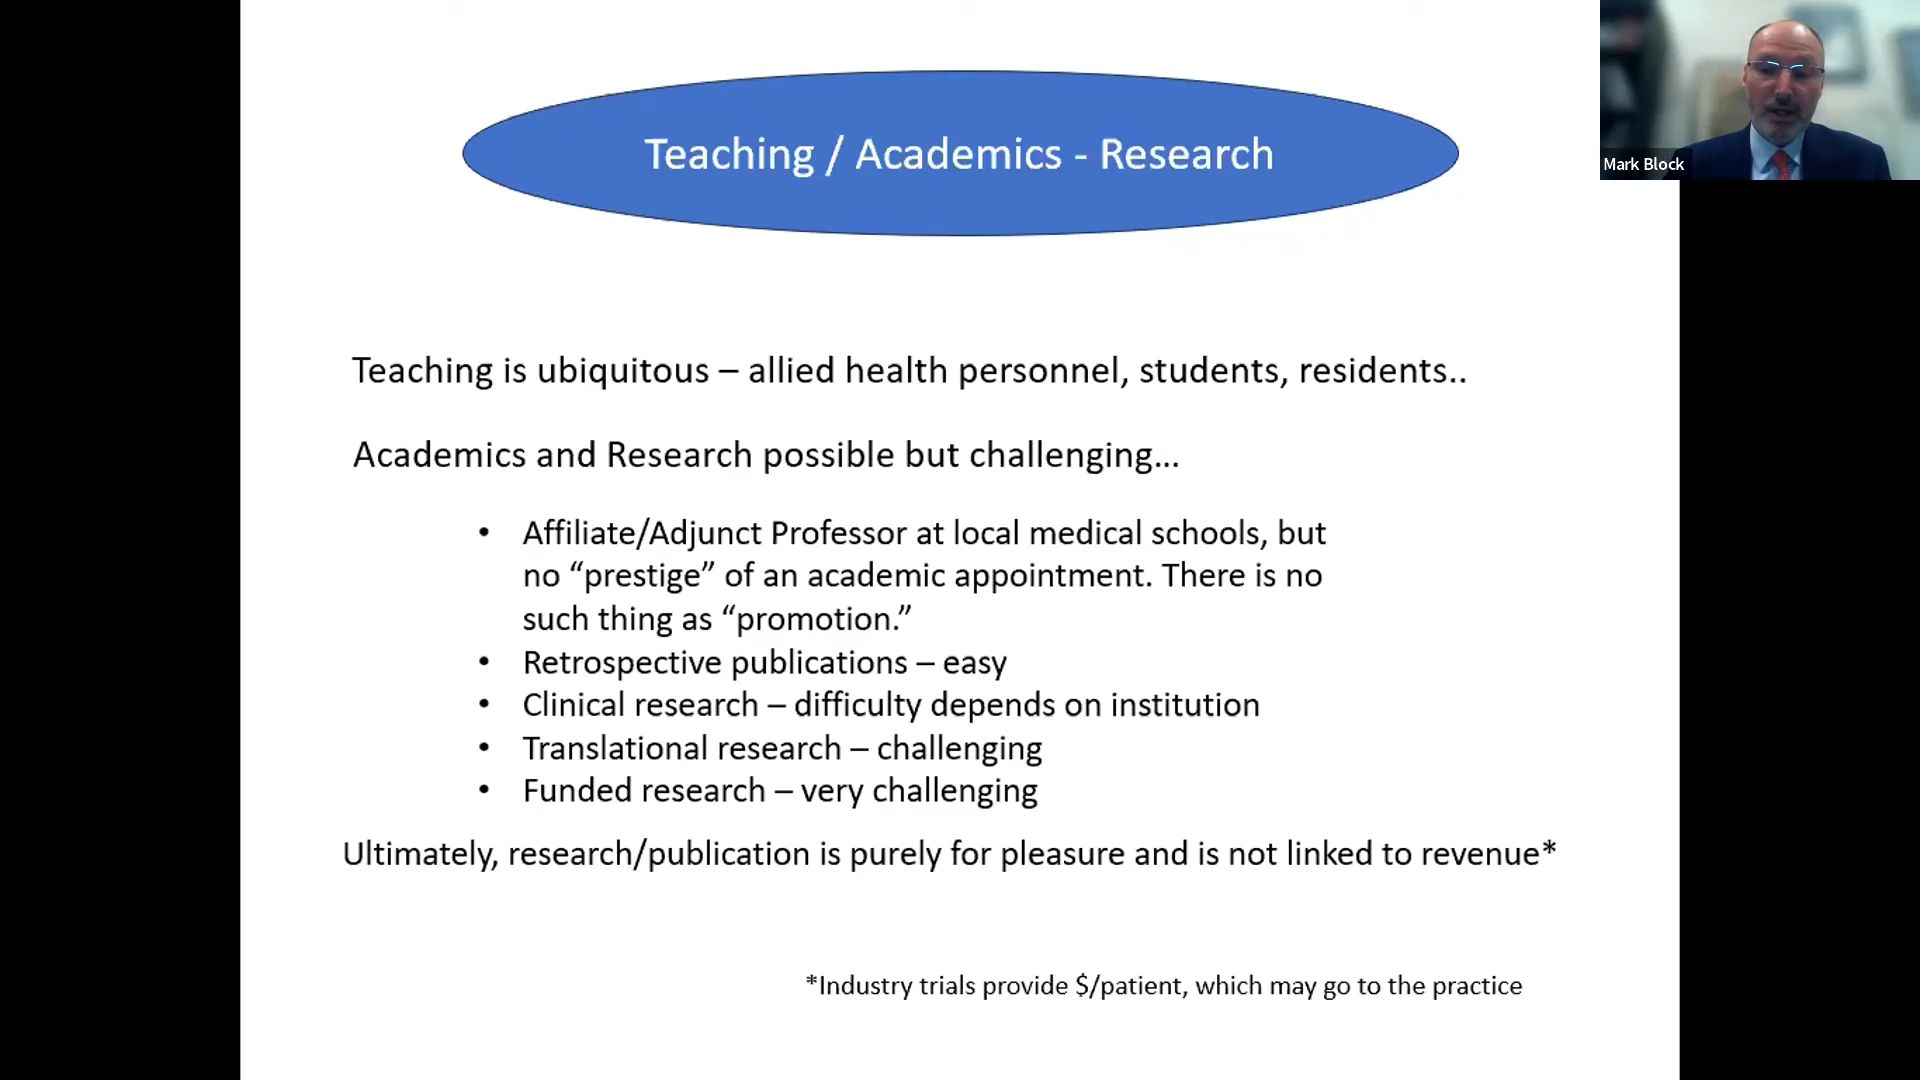 Teaching / Academics - Research
Mark Block
Teaching is ubiquitous – allied health personnel, students, residents..
Academics and Research possible but challenging...
• Affiliate/Adjunct Professor at local medical schools, but
no “prestige” of an academic appointment. There is no
such thing as “promotion.”
• Retrospective publications – easy
• Clinical research – difficulty depends on institution
• Translational research – challenging
• Funded research – very challenging
Ultimately, research/publication is purely for pleasure and is not linked to revenue*
*Industry trials provide $/patient, which may go to the practice